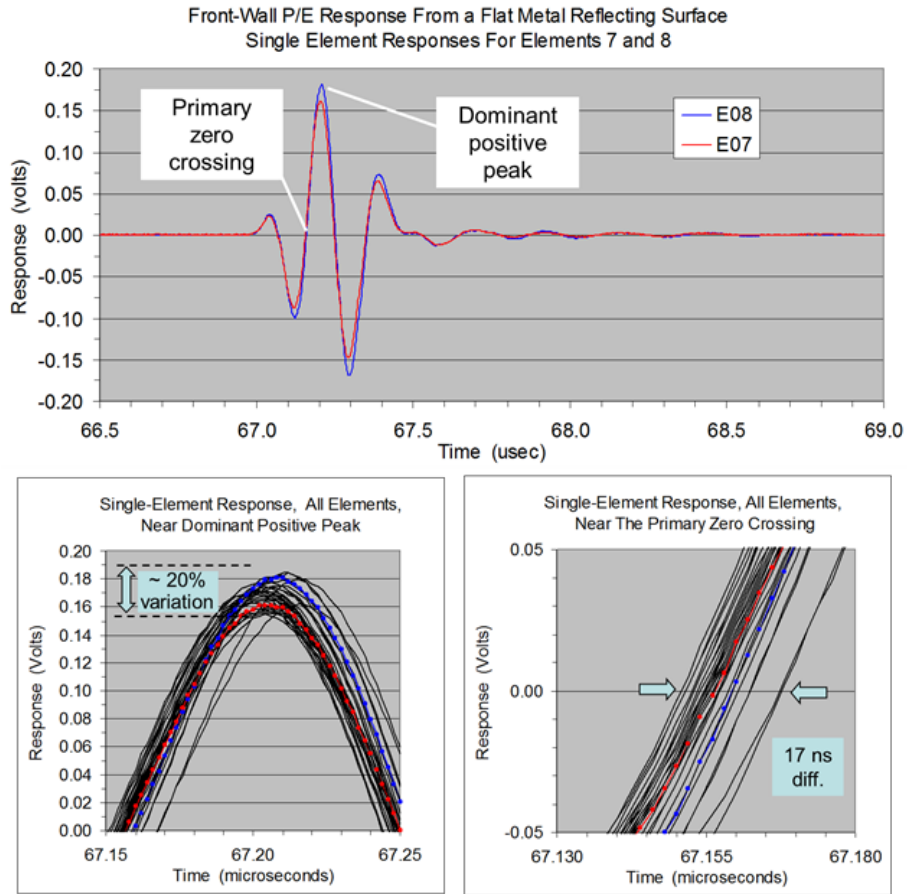 Front-Wall P/E Response From a Flat Metal Reflecting Surface
Single Element Responses For Elements 7 and 8
0.20
0.15
0.10
0.05
0.00
-0.05
-0.10
-0.15
-0.20
Response (volts)
Primary
zero
crossing
Dominant
positive
peak
E08
E07
66.5
67.0
67.5
68.0
68.5
69.0
Time (usec)
Single-Element Response, All Elements,
Near Dominant Positive Peak
0.20
0.18
0.16
0.14
0.12
0.10
0.08
0.06
0.04
0.02
0.00
Response (Volts)
~ 20%
variation
67.15
67.20
67.25
Time (microseconds)
Single-Element Response, All Elements,
Near The Primary Zero Crossing
0.05
0.00
-0.05
Response (Volts)
17 ns
diff.
67.130
67.155
67.180
Time (microseconds)